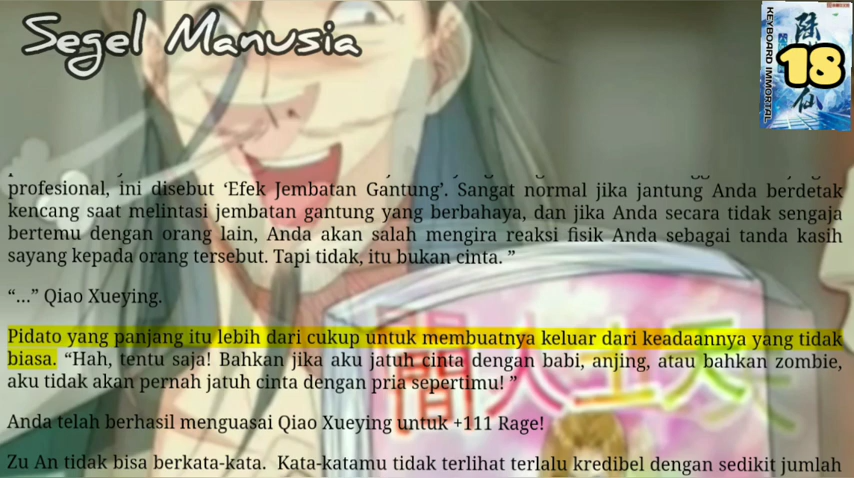 Segel Manusia
陆
仙
KEYBOARD IMMORTAL
18
profesional, ini disebut ‘Efek Jembatan Gantung’. Sangat normal jika jantung Anda berdetak
kencang saat melintasi jembatan gantung yang berbahaya, dan jika Anda secara tidak sengaja
bertemu dengan orang lain, Anda akan salah mengira reaksi fisik Anda sebagai tanda kasih
sayang kepada orang tersebut. Tapi tidak, itu bukan cinta. ”
“…” Qiao Xueying.
Pidato yang panjang itu lebih dari cukup untuk membuatnya keluar dari keadaannya yang tidak
biasa. “Hah, tentu saja! Bahkan jika aku jatuh cinta dengan babi, anjing, atau bahkan zombie,
aku tidak akan pernah jatuh cinta dengan pria sepertimu! ”
Anda telah berhasil menguasai Qiao Xueying untuk +111 Rage!
Zu An tidak bisa berkata-kata. Kata-katamu tidak terlihat terlalu kredibel dengan sedikit jumlah
間人上天